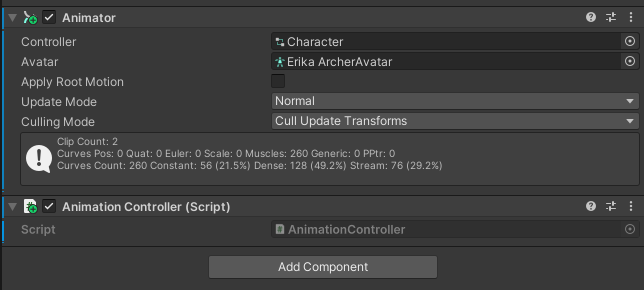 Animator
Controller Character
Avatar Erika ArcherAvatar
Apply Root Motion
Update Mode Normal
Culling Mode Cull Update Transforms
Clip Count: 2
Curves Pos: 0 Quat: 0 Euler: 0 Scale: 0 Muscles: 260 Generic: 0 PPtr: 0
Curves Count: 260 Constant: 56 (21.5%) Dense: 128 (49.2%) Stream: 76 (29.2%)
Animation Controller (Script)
Script AnimationController
Add Component